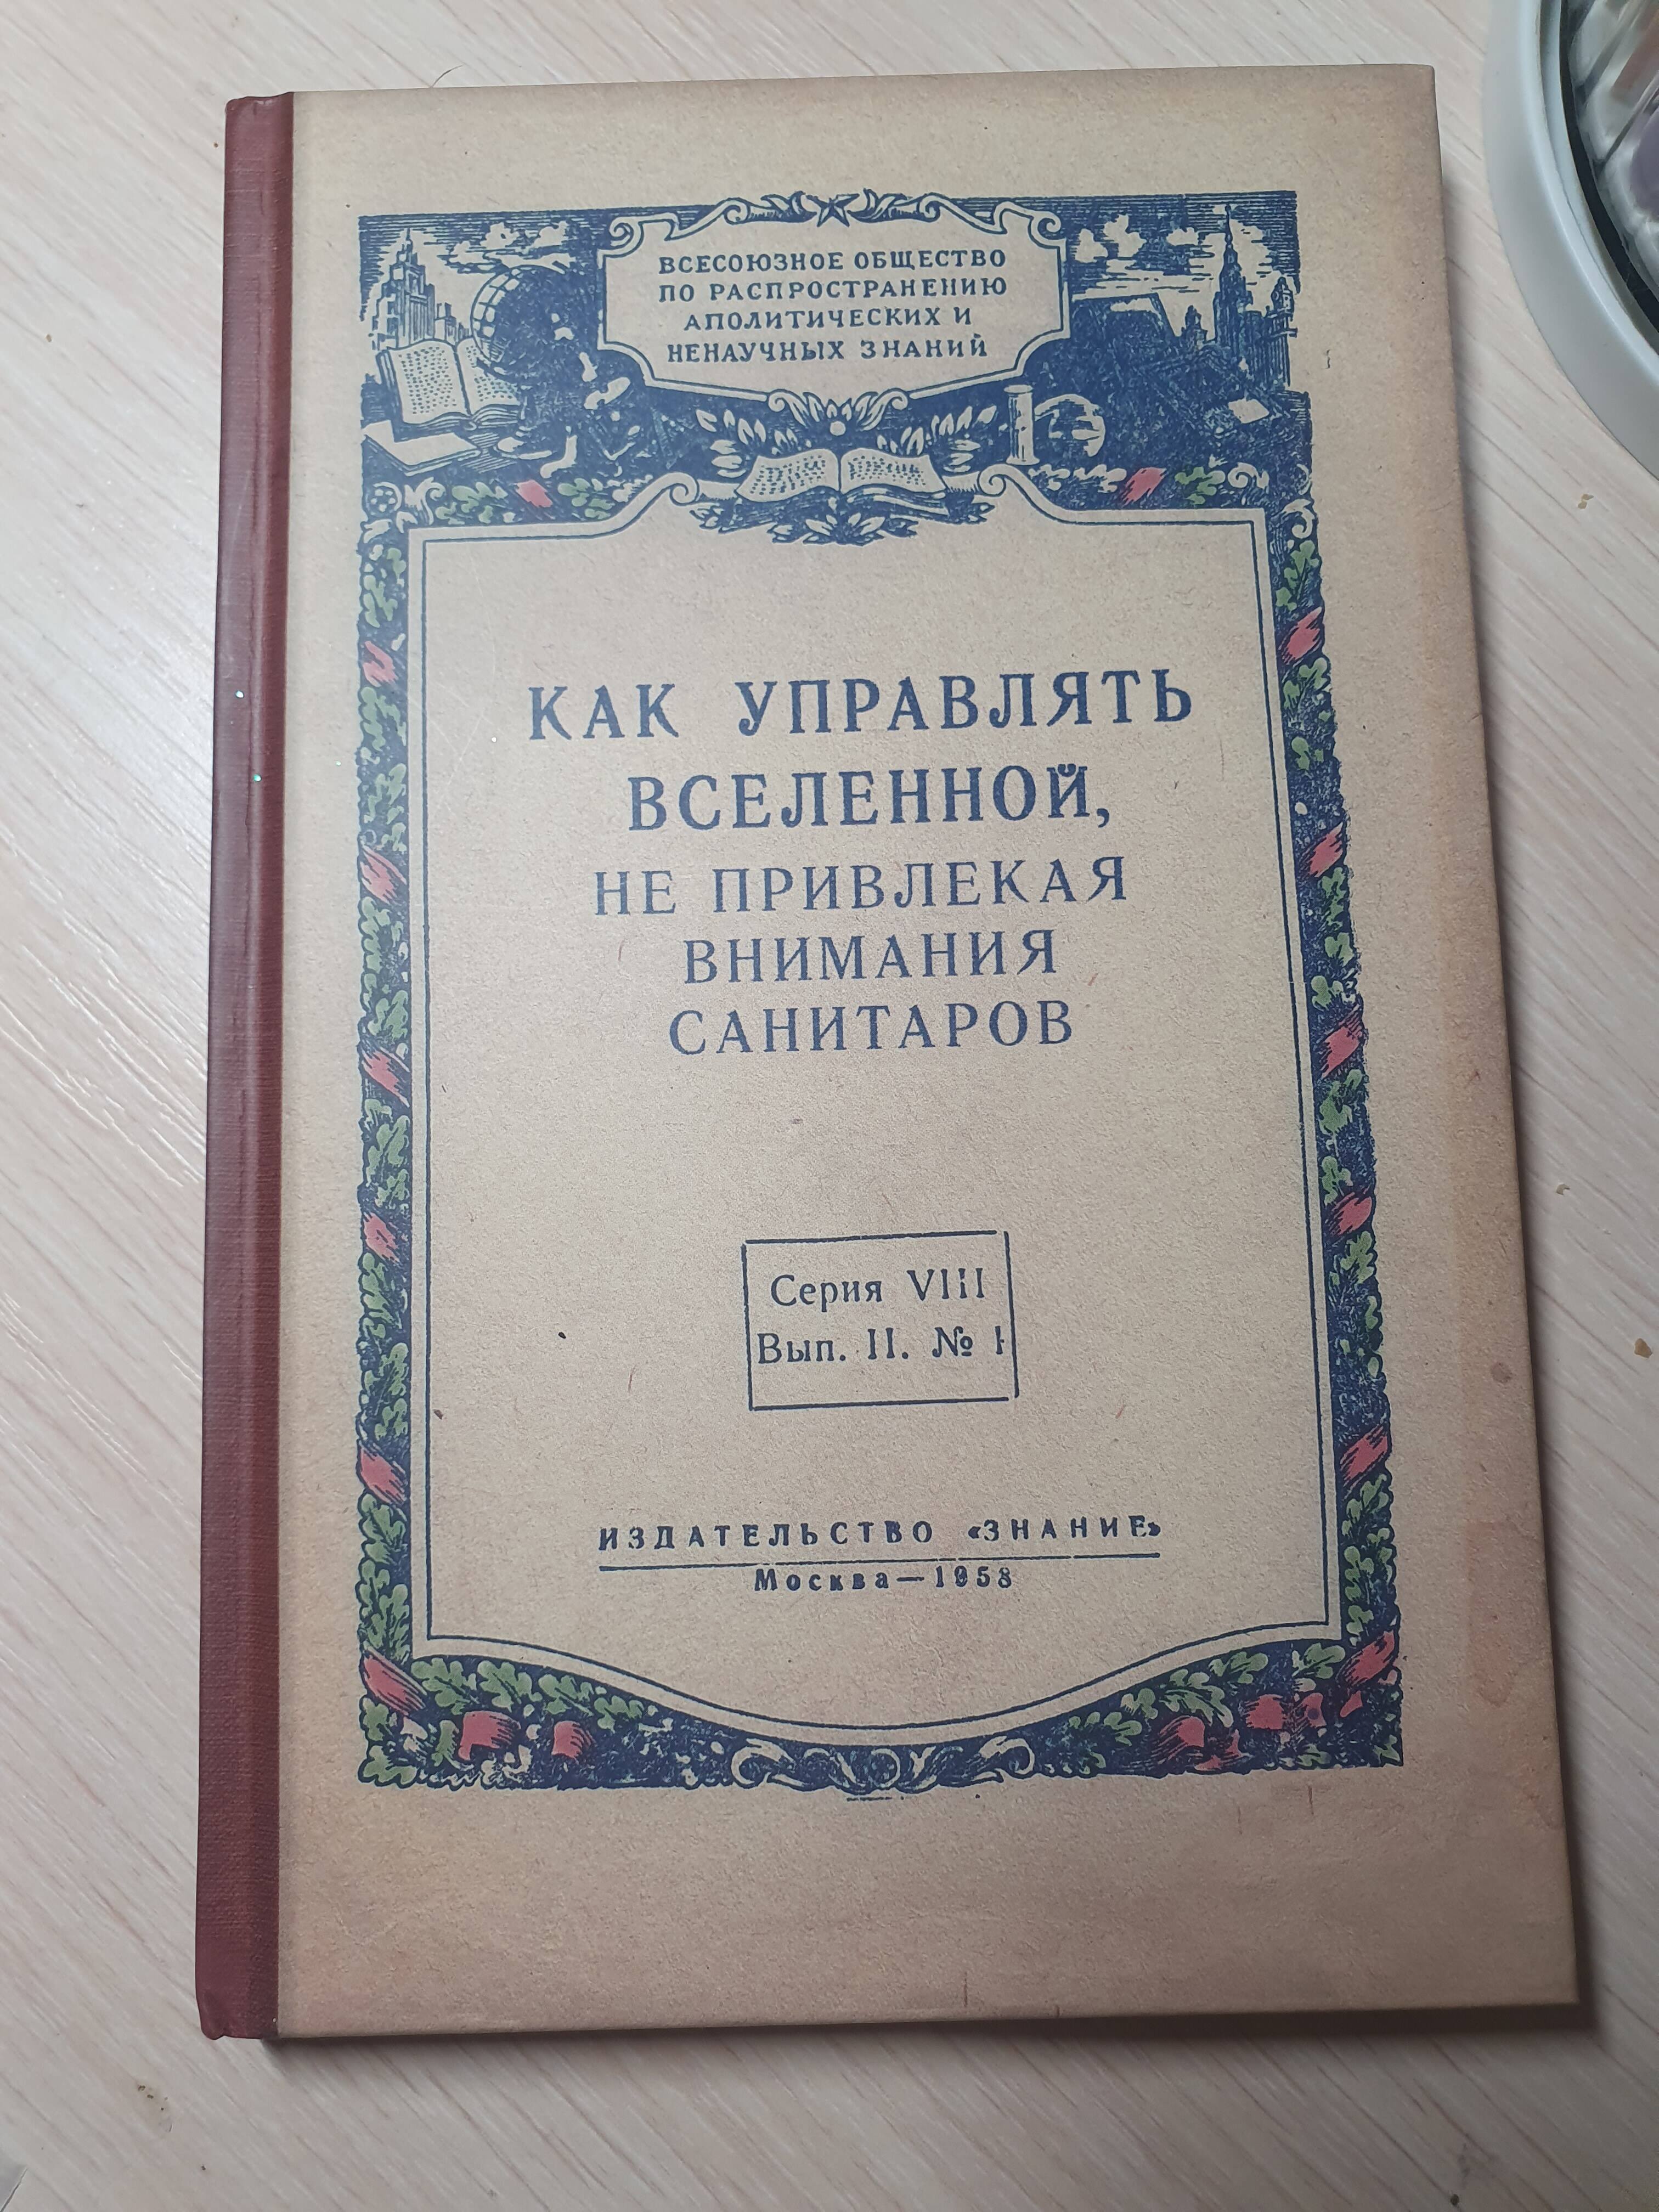 ВСЕСОЮЗНОЕ ОБЩЕСТВО
ПО РАСПРОСТРАНЕНИЮ
АПОЛИТИЧЕСКИХ И
НЕНАУЧНЫХ ЗНАНИЙ
КАК УПРАВЛЯТЬ
ВСЕЛЕННОЙ,
НЕ ПРИВЛЕКАЯ
ВНИМАНИЯ
САНИТАРОВ
Серия VIII
Вып. II. №
ИЗДАТЕЛЬСТВО «ЗНАНИЕ»
Москва—1958